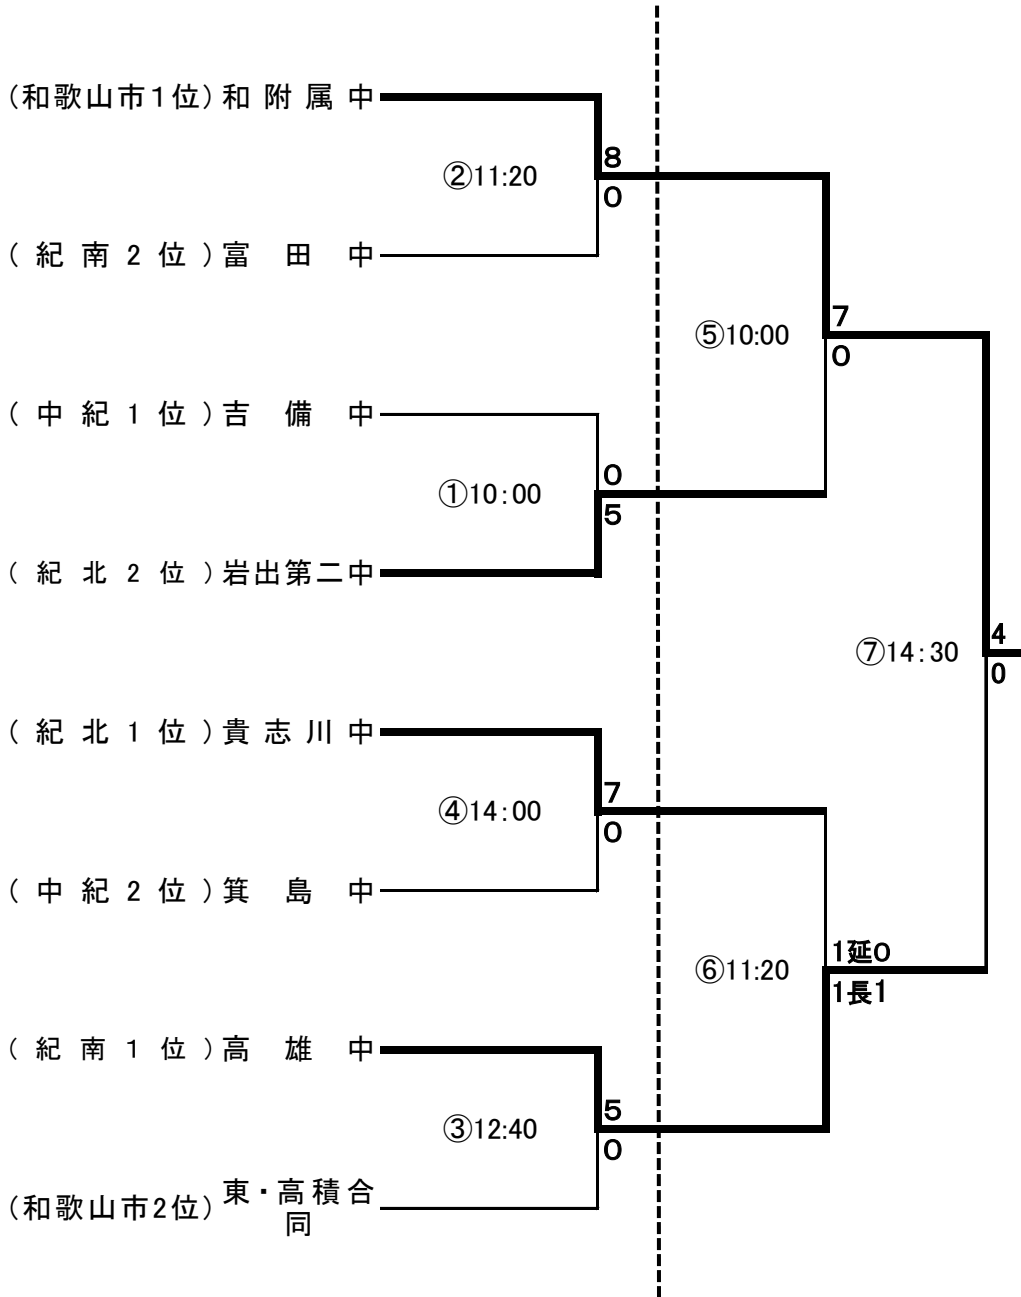 (和歌山市1位) 和附属中
8
②11:20
0
(紀南2位) 富田中
7
⑤10:00
0
(中紀1位) 吉備中
0
①10:00
5
(紀北2位) 岩出第二中
4
⑦14:30
0
(紀北1位) 貴志川中
7
④14:00
0
(中紀2位) 箕島中
1延0
⑥11:20
1長1
(紀南1位) 高雄中
5
③12:40
0
(和歌山市2位) 東・高積合
同